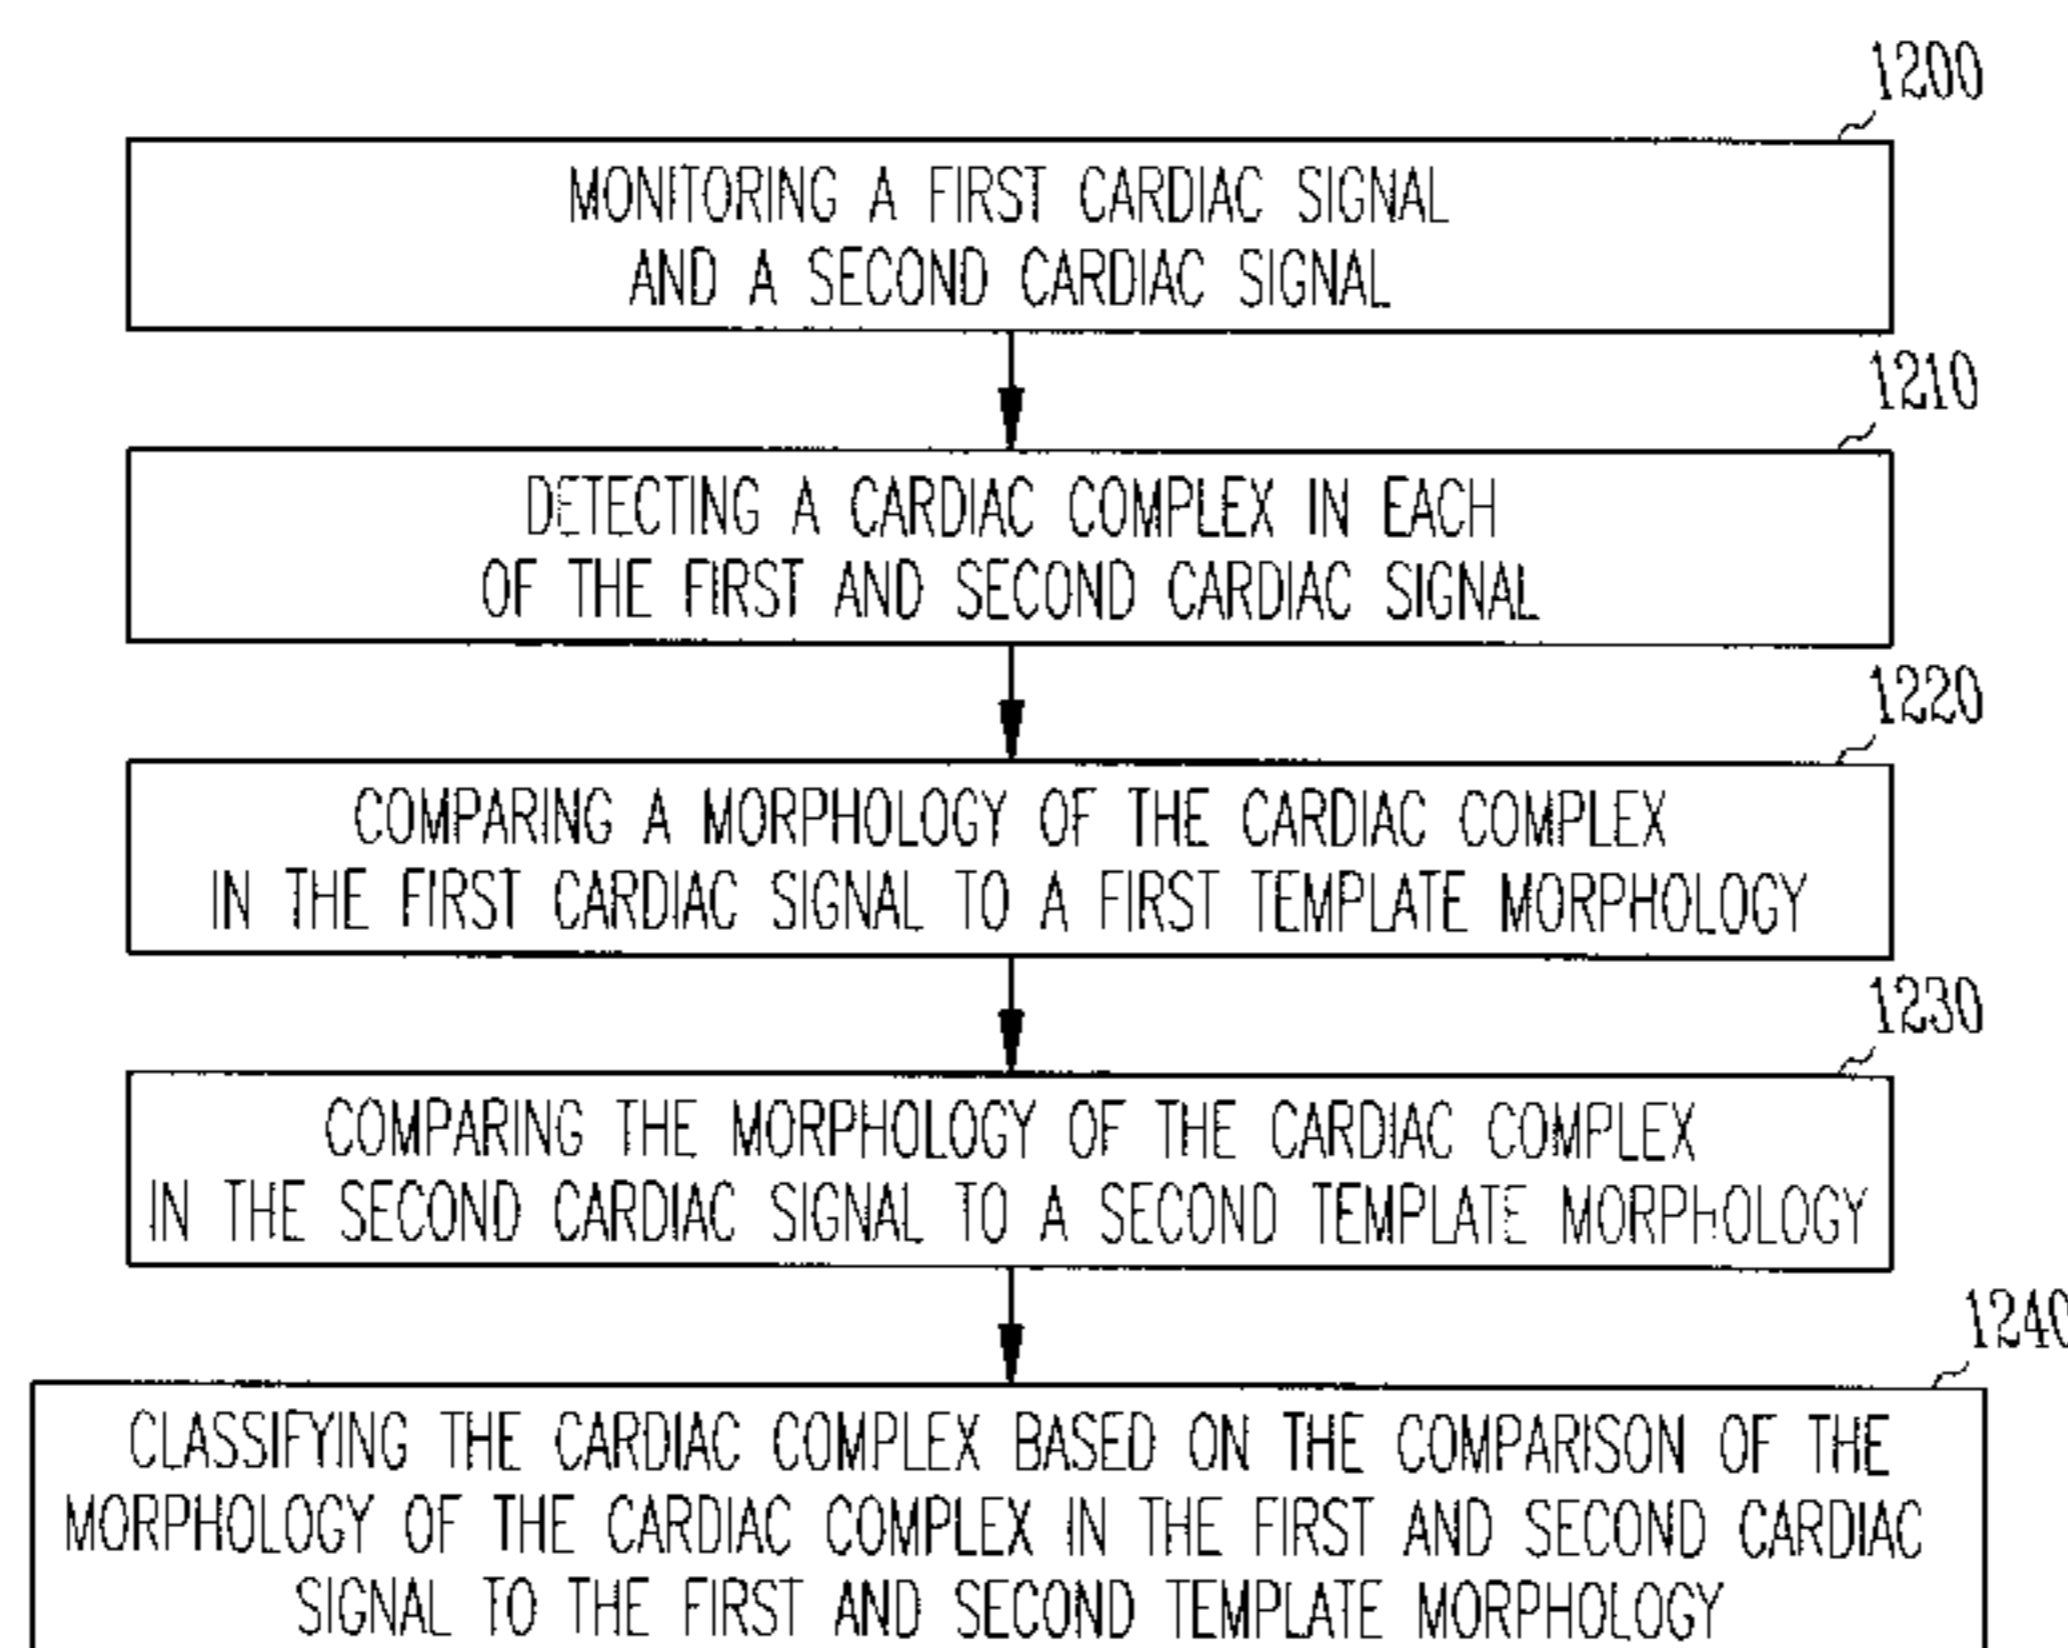 1200
MONITORING A FIRST CARDIAC SIGNAL
AND A SECOND CARDIAC SIGNAL
1210
DETECTING A CARDIAC COMPLEX IN EACH
OF THE FIRST AND SECOND CARDIAC SIGNAL
1220
COMPARING A MORPHOLOGY OF THE CARDIAC COMPLEX
IN THE FIRST CARDIAC SIGNAL TO A FIRST TEMPLATE MORPHOLOGY
1230
COMPARING THE MORPHOLOGY OF THE CARDIAC COMPLEX
IN THE SECOND CARDIAC SIGNAL TO A SECOND TEMPLATE MORPHOLOGY
1240
CLASSIFYING THE CARDIAC COMPLEX BASED ON THE COMPARISON OF THE
MORPHOLOGY OF THE CARDIAC COMPLEX IN THE FIRST AND SECOND CARDIAC
SIGNAL TO THE FIRST AND SECOND TEMPLATE MORPHOLOGY